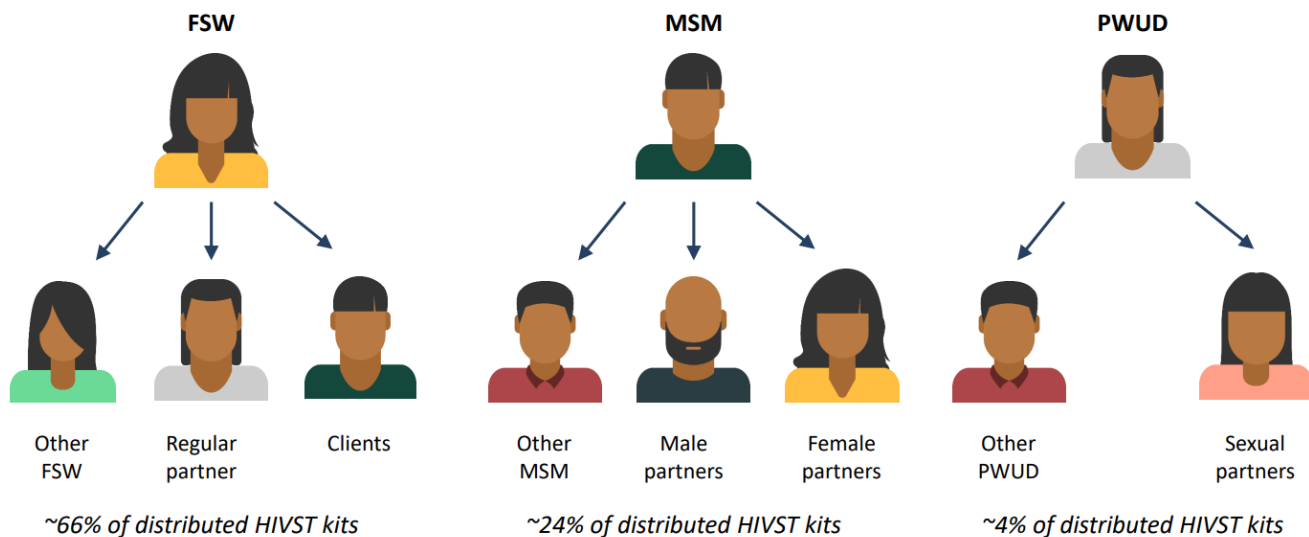 FSW
MSM
PWUD
Other
FSW
Regular
partner
Clients
Other
MSM
Male
partners
Female
partners
Other
PWUD
Sexual
partners
~66% of distributed HIVST kits
~24% of distributed HIVST kits
~4% of distributed HIVST kits